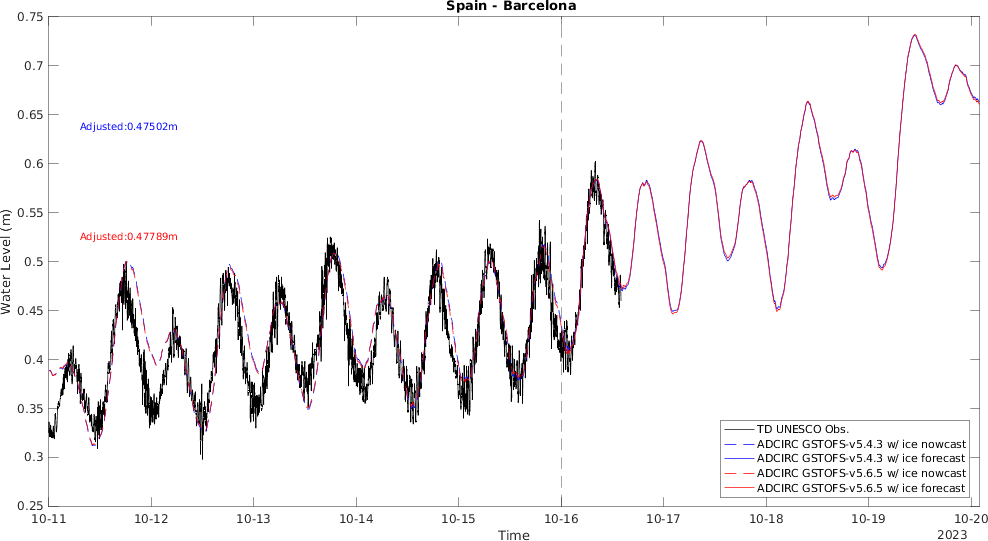 Spain - Barcelona
0.75
0.7
0.65
0.6
0.55
0.5
0.45
0.4
0.35
0.3
0.25
Water Level (m)
Adjusted:0.47502m
Adjusted:0.47789m
TD UNESCO Obs.
ADCIRC GSTOFS-v5.4.3 w/ ice nowcast
ADCIRC GSTOFS-v5.4.3 w/ ice forecast
ADCIRC GSTOFS-v5.6.5 w/ ice nowcast
ADCIRC GSTOFS-v5.6.5 w/ ice forecast
10-11 10-12 10-13 10-14 10-15 10-16 10-17 10-18 10-19 10-20
Time
2023